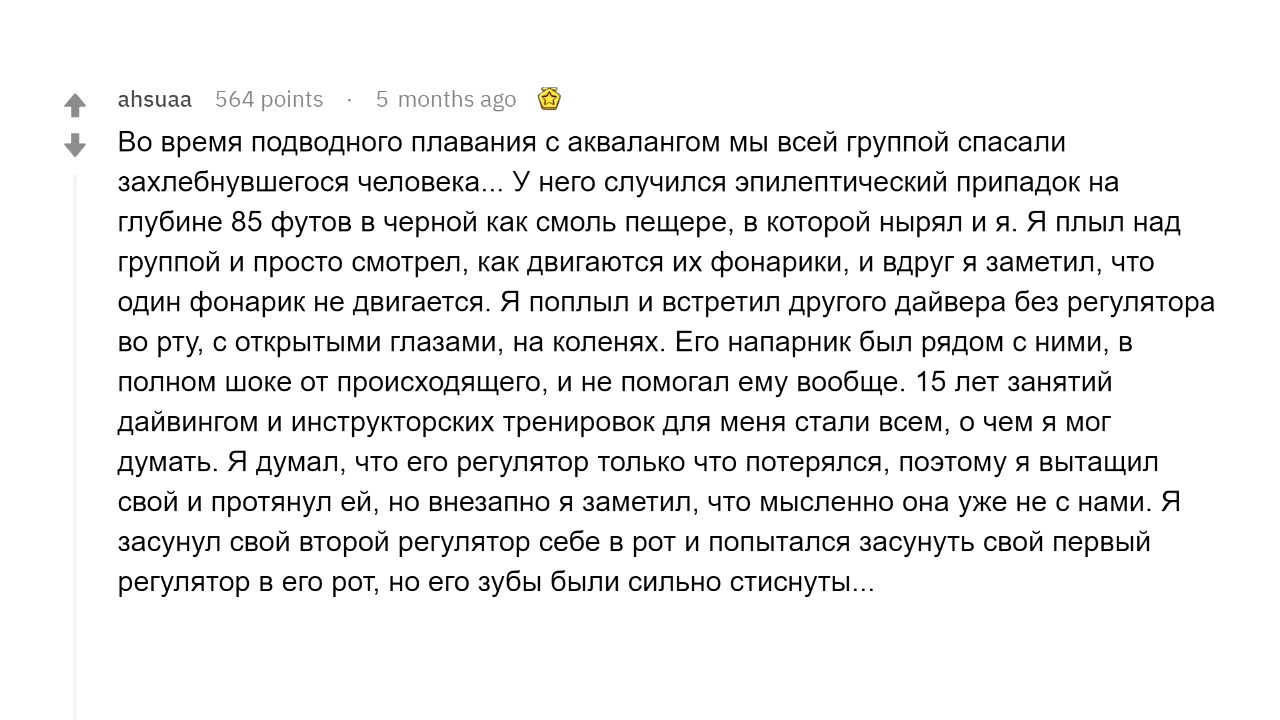 ahsuaa 564 points · 5 months ago
Во время подводного плавания с аквалангом мы всей группой спасали
захлебнувшегося человека... У него случился эпилептический припадок на
глубине 85 футов в черной как смоль пещере, в которой нырял и я. Я плыл над
группой и просто смотрел, как двигаются их фонарики, и вдруг я заметил, что
один фонарик не двигается. Я поплыл и встретил другого дайвера без регулятора
во рту, с открытыми глазами, на коленях. Его напарник был рядом с ними, в
полном шоке от происходящего, и не помогал ему вообще. 15 лет занятий
дайвингом и инструкторских тренировок для меня стали всем, о чем я мог
думать. Я думал, что его регулятор только что потерялся, поэтому я вытащил
свой и протянул ей, но внезапно я заметил, что мысленно она уже не с нами. Я
засунул свой второй регулятор себе в рот и попытался засунуть свой первый
регулятор в его рот, но его зубы были сильно стиснуты...